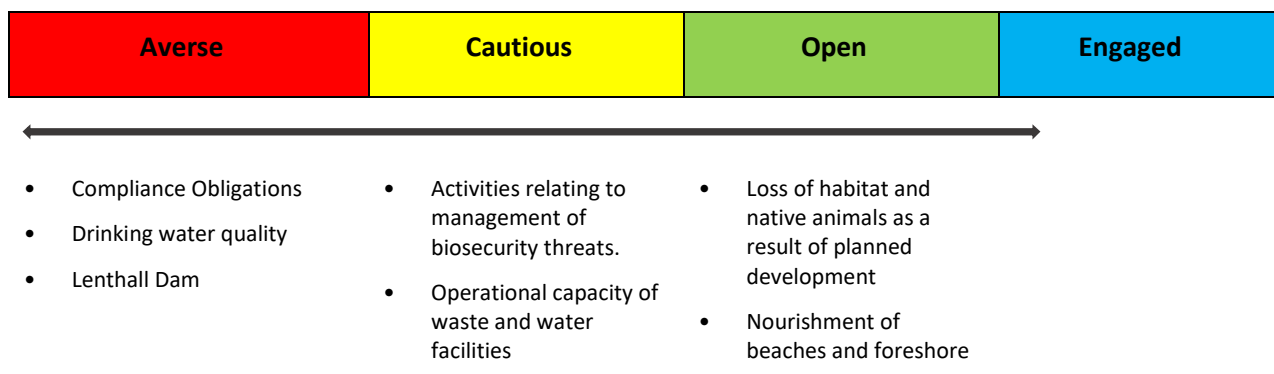 Averse Cautious Open Engaged
• Compliance Obligations
• Drinking water quality
• Lenthall Dam
• Activities relating to
management of
biosecurity threats.
• Operational capacity of
waste and water
facilities
• Loss of habitat and
native animals as a
result of planned
development
• Nourishment of
beaches and foreshore